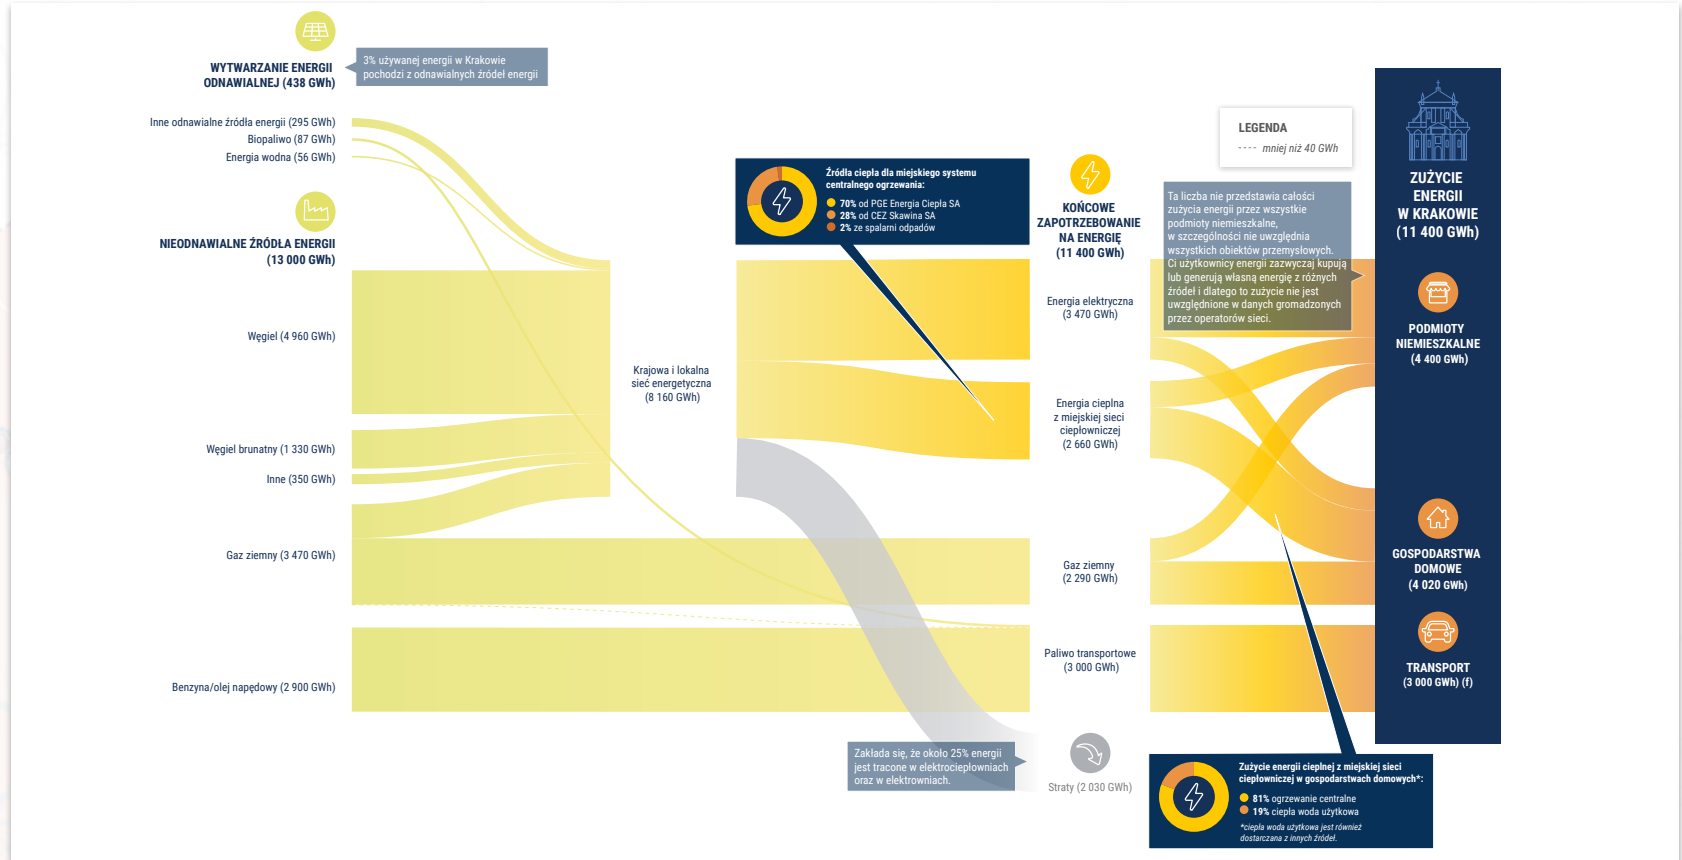 WYTWARZANIE ENERGII
ODNAWIALNEJ (438 GWh)
3% używanej energii w Krakowie
pochodzi z odnawialnych źródeł energii
Inne odnawialne źródła energii (295 GWh)
Biopaliwo (87 GWh)
Energia wodna (56 GWh)
NIEODNAWIALNE ŹRÓDŁA ENERGII
(13 000 GWh)
Węgiel (4 960 GWh)
Węgiel brunatny (1 330 GWh)
Inne (350 GWh)
Gaz ziemny (3 470 GWh)
Benzyna/olej napędowy (2 900 GWh)
Krajowa i lokalna
sieć energetyczna
(8 160 GWh)
Źródła ciepła dla miejskiego systemu
centralnego ogrzewania:
70% od PGE Energia Ciepła SA
28% od CEZ Skawina SA
2% ze spalarni odpadów
KOŃCOWE
ZAPOTRZEBOWANIE
NA ENERGIĘ
(11 400 GWh)
Energia elektryczna
(3 470 GWh)
Energia cieplna
z miejskiej sieci
ciepłowniczej
(2 660 GWh)
Gaz ziemny
(2 290 GWh)
Paliwo transportowe
(3 000 GWh)
Zakłada się, że około 25% energii
jest tracone w elektrociepłowniach
oraz w elektrowniach.
Straty (2 030 GWh)
LEGENDA
---- mniej niż 40 GWh
Ta liczba nie przedstawia całości
zużycia energii przez wszystkie
podmioty niemieszkalne,
w szczególności nie uwzględnia
wszystkich obiektów przemysłowych.
Ci użytkownicy energii zazwyczaj kupują
lub generują własną energię z różnych
źródeł i dlatego to zużycie nie jest
uwzględnione w danych gromadzonych
przez operatorów sieci.
ZUŻYCIE
ENERGII
W KRAKOWIE
(11 400 GWh)
PODMIOTY
NIEMIESZKALNE
(4 400 GWh)
GOSPODARSTWA
DOMOWE
(4 020 GWh)
TRANSPORT
(3 000 GWh) (f)
Zużycie energii cieplnej z miejskiej sieci
ciepłowniczej w gospodarstwach domowych*:
81% ogrzewanie centralne
19% ciepła woda użytkowa
*ciepła woda użytkowa jest również
dostarczana z innych źródeł.